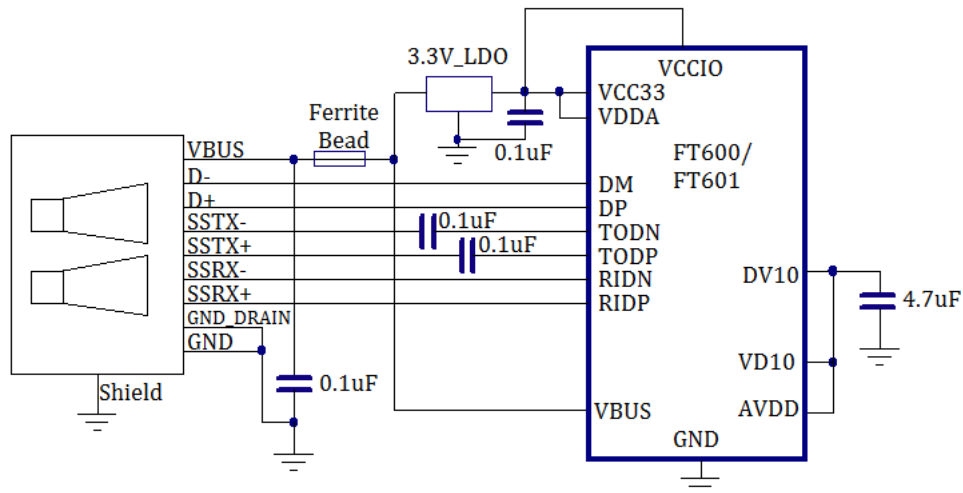 3.3V_LDO
VCCIO
VCC33
VDDA
0.1uF
Ferrite
Bead
FT600/
FT601
VBUS
D-
D+
SSTX-
SSTX+
SSRX-
SSRX+
GND_DRAIN
GND
Shield
0.1uF
0.1uF
0.1uF
DM
DP
TODN
TODP
RIDN
RIDP
VBUS
GND
DV10
VD10
AVDD
4.7uF